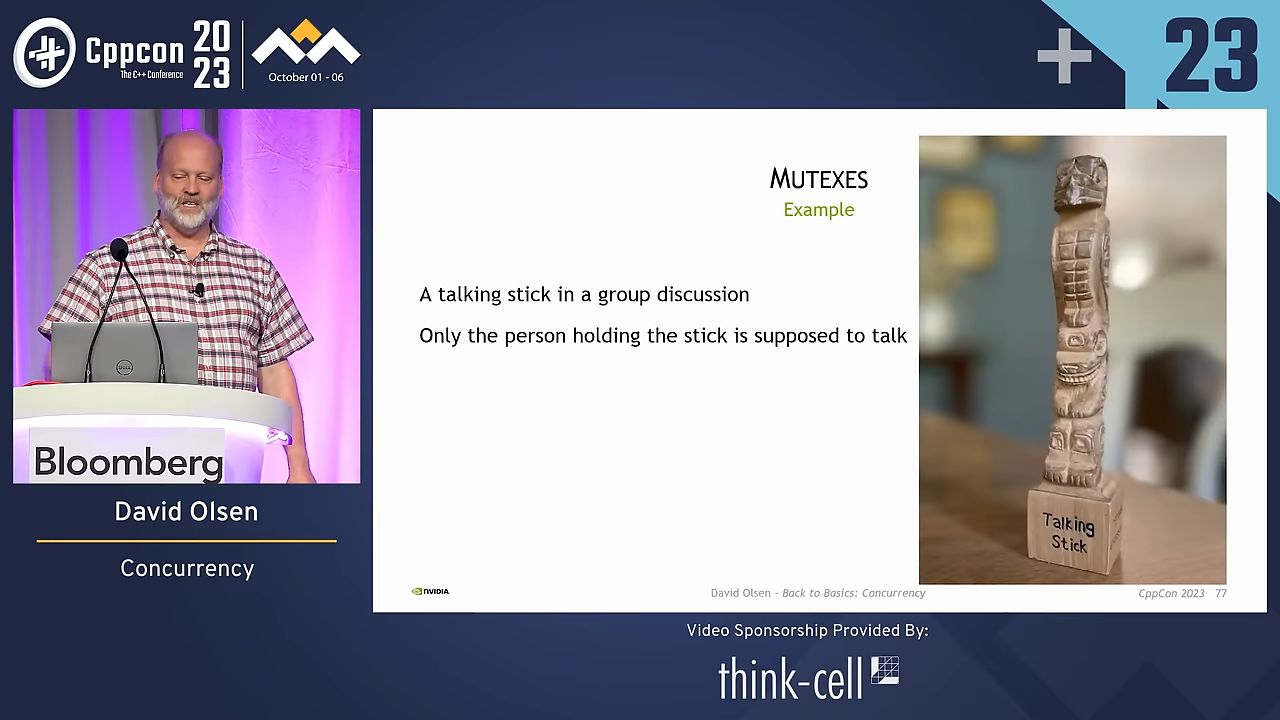 Cppcon
The C++ Conference
20
23
October 01 - 06
23
MUTEXES
Example
A talking stick in a group discussion
Only the person holding the stick is supposed to talk
Talking
Stick
DELL
Bloomberg
David Olsen
Concurrency
NVIDIA
David Olsen - Back to Basics: Concurrency
CppCon 2023 77
Video Sponsorship Provided By:
think-cell